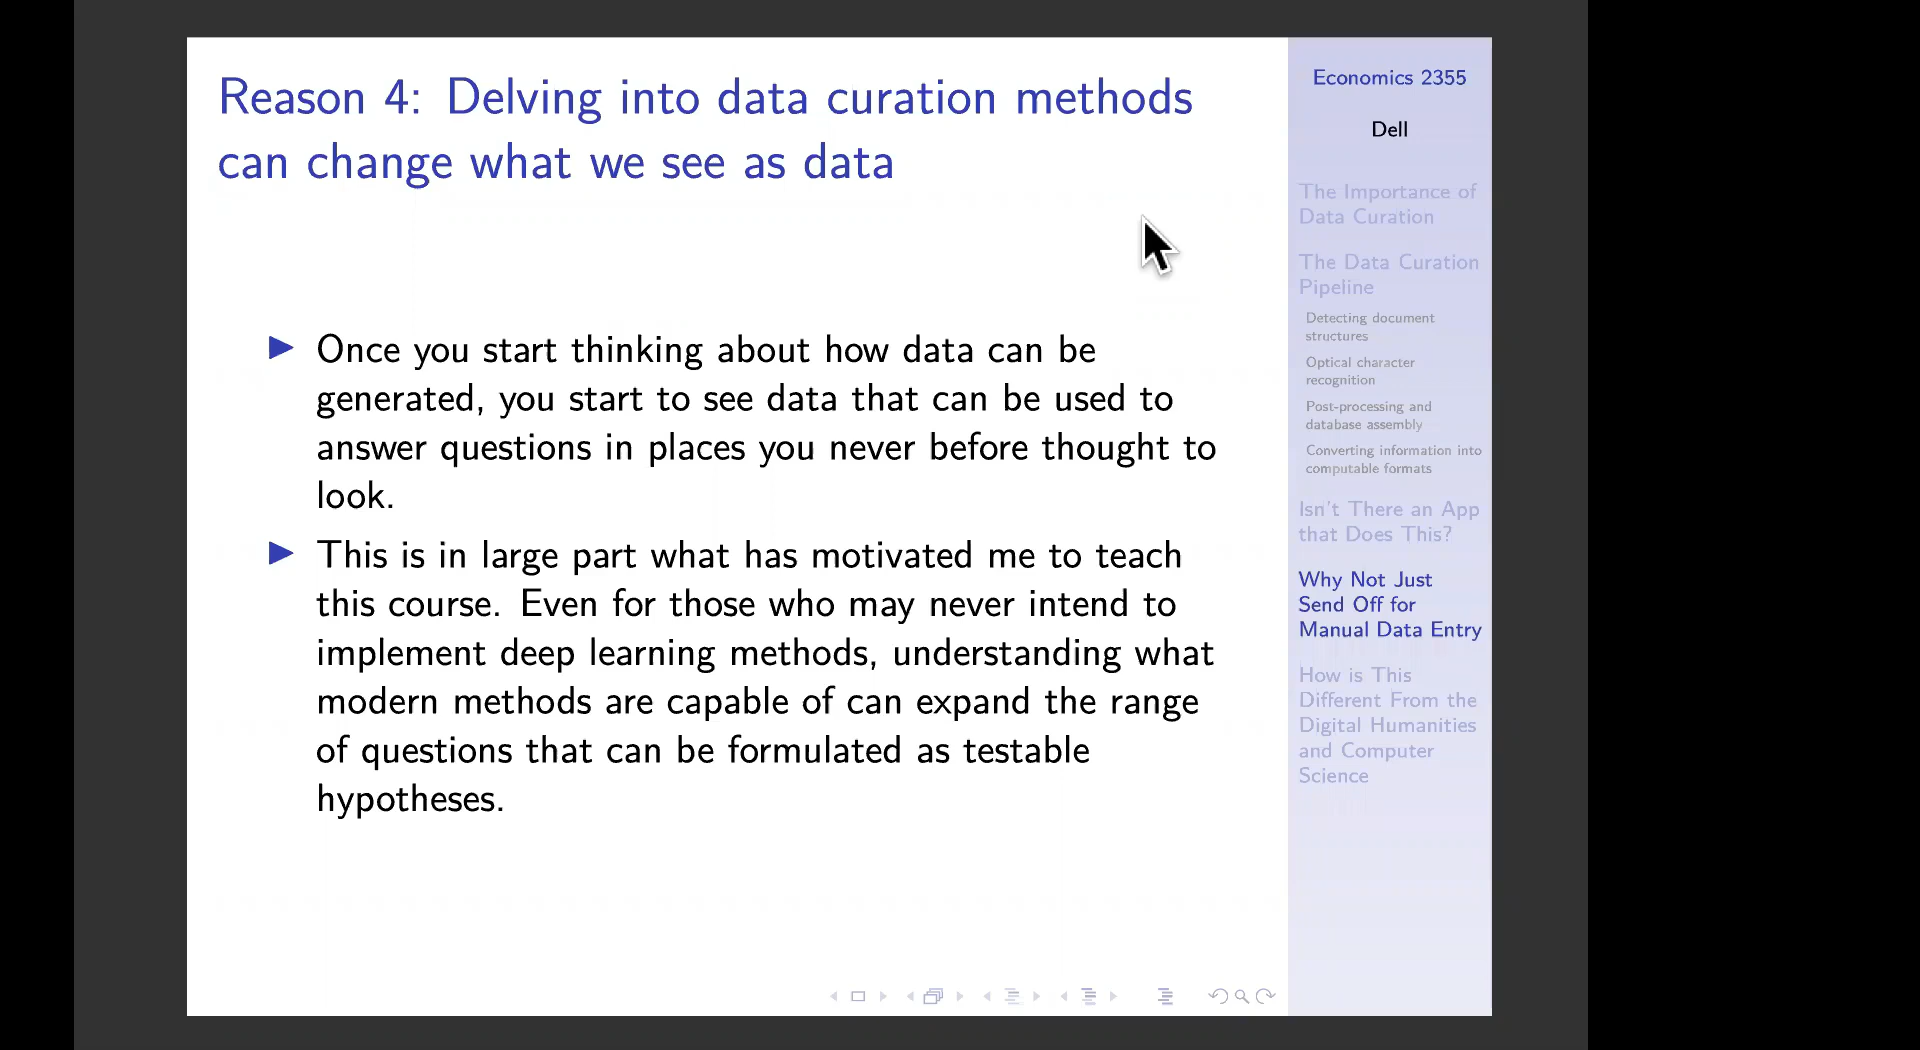 Reason 4: Delving into data curation methods
can change what we see as data
Once you start thinking about how data can be
generated, you start to see data that can be used to
answer questions in places you never before thought to
look.
This is in large part what has motivated me to teach
this course. Even for those who may never intend to
implement deep learning methods, understanding what
modern methods are capable of can expand the range
of questions that can be formulated as testable
hypotheses.
Economics 2355
Dell
The Importance of
Data Curation
The Data Curation
Pipeline
Detecting document
structures
Optical character
recognition
Post-processing and
database assembly
Converting information into
computable formats
Isn't There an App
that Does This?
Why Not Just
Send Off for
Manual Data Entry
How is This
Different From the
Digital Humanities
and Computer
Science